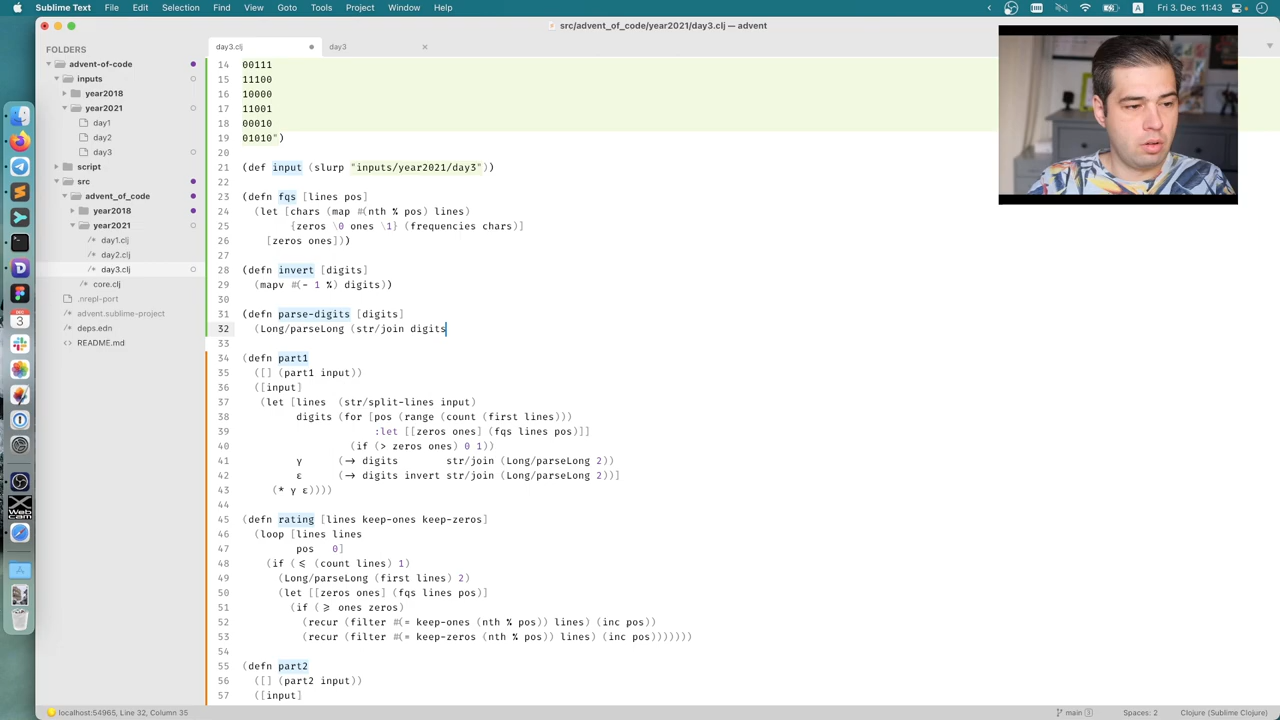 Sublime Text File Edit Selection Find View Goto Tools Project Window Help
Fri, Dec 3, 2021 11:43
src/advent_of_code/year2021/day3.clj — advent
FOLDERS
advent-of-code
inputs
year2018
year2021
day1
day2
day3
script
src
advent_of_code
year2018
year2021
day1.clj
day2.clj
day3.clj
core.clj
.nrepl-port
advent.sublime-project
deps.edn
README.md
day3.clj
day3
14 00111
15 11100
16 10000
17 11001
18 00010
19 01010")
20
21 (def input (slurp "inputs/year2021/day3"))
22
23 (defn fqs [lines pos]
24 (let [chars (map #(nth % pos) lines)
25 {zeros \0 ones \1} (frequencies chars)]
26 [zeros ones]))
27
28 (defn invert [digits]
29 (mapv #(- 1 %) digits))
30
31 (defn parse-digits [digits]
32 (Long/parseLong (str/join digits
33
34 (defn part1
35 ([] (part1 input))
36 ([input]
37 (let [lines (str/split-lines input)
38 digits (for [pos (range (count (first lines)))
39 :let [[zeros ones] (fqs lines pos)]]
40 (if (> zeros ones) 0 1))
41 γ (→ digits str/join (Long/parseLong 2))
42 ε (→ digits invert str/join (Long/parseLong 2))]
43 (* γ ε))))
44
45 (defn rating [lines keep-ones keep-zeros]
46 (loop [lines lines
47 pos 0]
48 (if (⩽ (count lines) 1)
49 (Long/parseLong (first lines) 2)
50 (let [[zeros ones] (fqs lines pos)]
51 (if (⩾ ones zeros)
52 (recur (filter #(= keep-ones (nth % pos)) lines) (inc pos))
53 (recur (filter #(= keep-zeros (nth % pos)) lines) (inc pos)))))))
54
55 (defn part2
56 ([] (part2 input))
57 ([input]
localhost:54965, Line 32, Column 35
main 3
Spaces: 2
Clojure (Sublime Clojure)
DEC
3
Web
cam